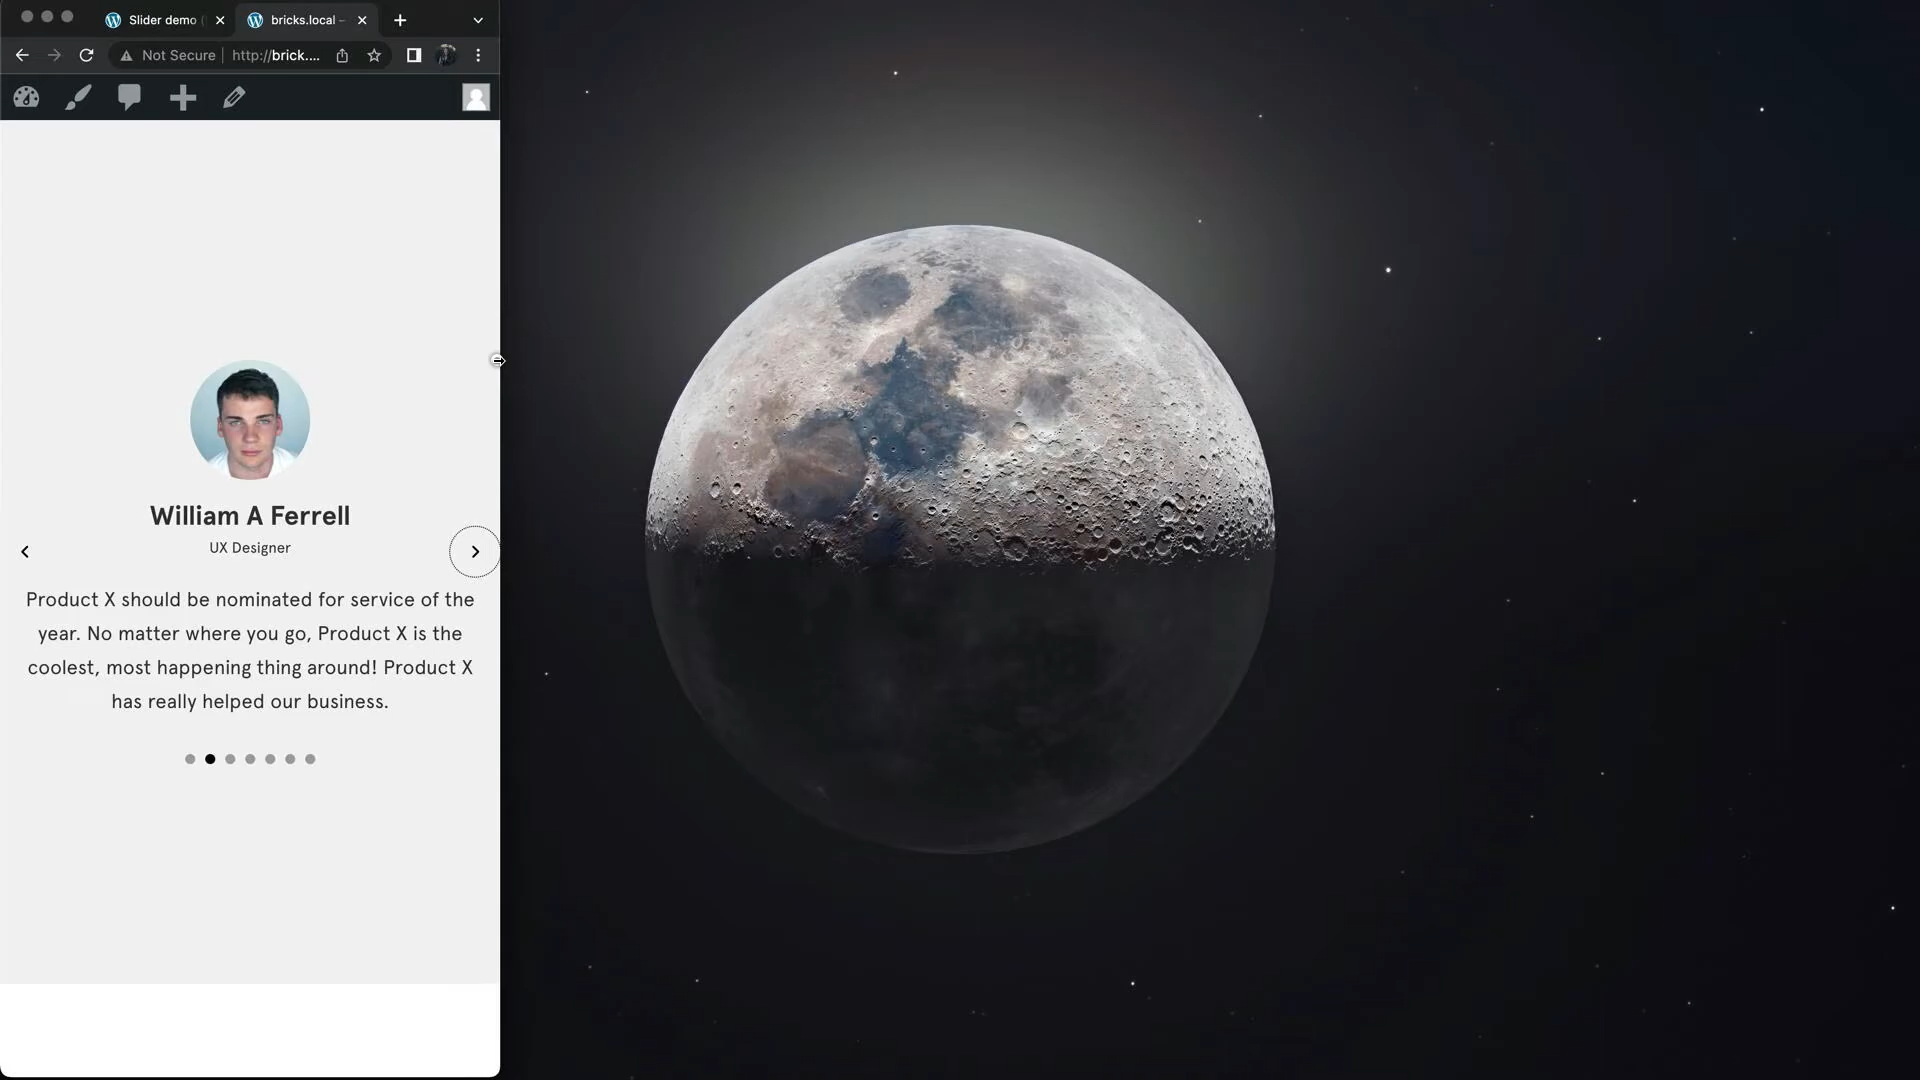 Slider demo
bricks.local –
Not Secure
http://brick....
William A Ferrell
UX Designer
Product X should be nominated for service of the
year. No matter where you go, Product X is the
coolest, most happening thing around! Product X
has really helped our business.